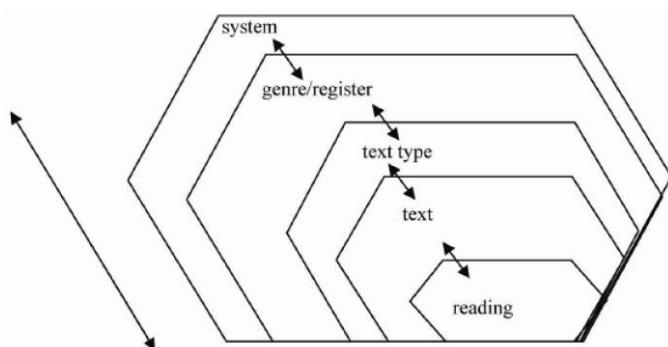 system
genre/register
text type
text
reading